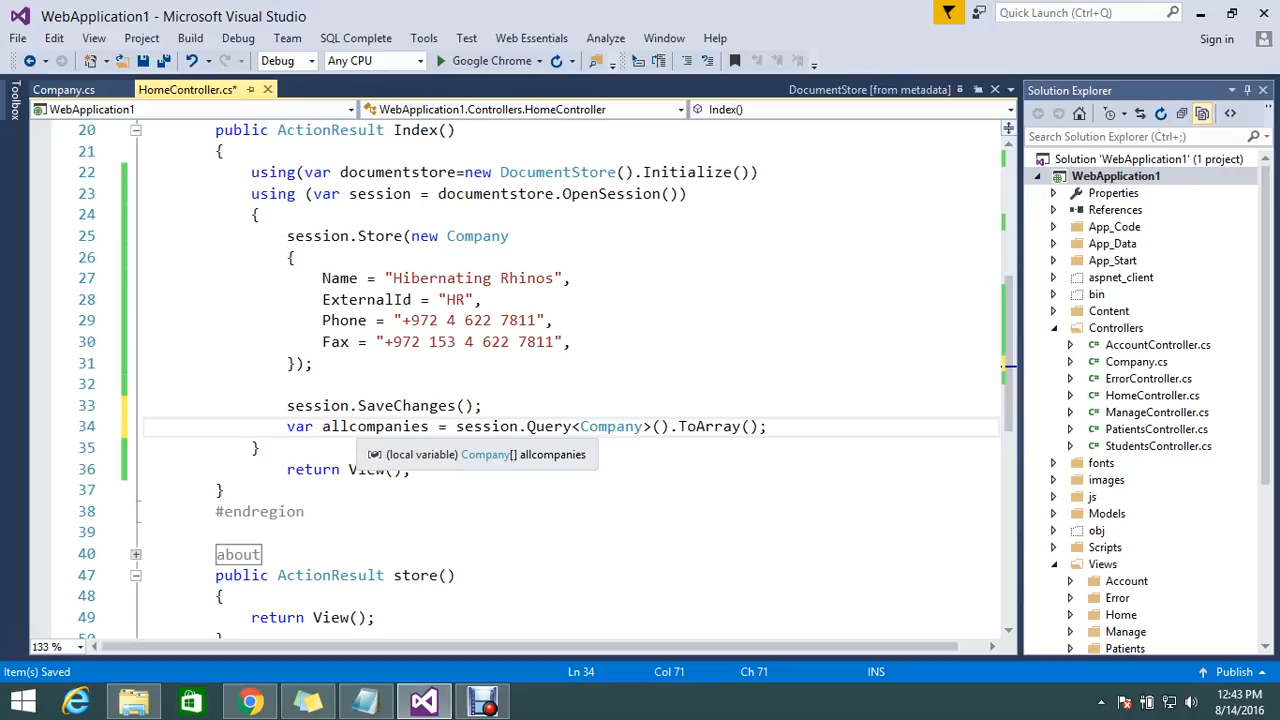 WebApplication1 - Microsoft Visual Studio
Quick Launch (Ctrl+Q)
File Edit View Project Build Debug Team SQL Complete Tools Test Web Essentials Analyze Window Help
Sign in
Debug Any CPU Google Chrome
Toolbox
Company.cs HomeController.cs* DocumentStore [from metadata]
WebApplication1 WebApplication1.Controllers.HomeController Index()
20 public ActionResult Index()
21 {
22 using(var documentstore=new DocumentStore().Initialize())
23 using (var session = documentstore.OpenSession())
24 {
25 session.Store(new Company
26 {
27 Name = "Hibernating Rhinos",
28 ExternalId = "HR",
29 Phone = "+972 4 622 7811",
30 Fax = "+972 153 4 622 7811",
31 });
32
33 session.SaveChanges();
34 var allcompanies = session.Query<Company>().ToArray();
35 }
(local variable) Company[] allcompanies
36 return View();
37 }
38 #endregion
39
40 about
47 public ActionResult store()
48 {
49 return View();
50 }
133 %
Solution Explorer
Search Solution Explorer (Ctrl+;)
Solution 'WebApplication1' (1 project)
WebApplication1
Properties
References
App_Code
App_Data
App_Start
aspnet_client
bin
Content
Controllers
AccountController.cs
Company.cs
ErrorController.cs
HomeController.cs
ManageController.cs
PatientsController.cs
StudentsController.cs
fonts
images
js
Models
obj
Scripts
Views
Account
Error
Home
Manage
Patients
Item(s) Saved Ln 34 Col 71 Ch 71 INS Publish
12:43 PM
8/14/2016